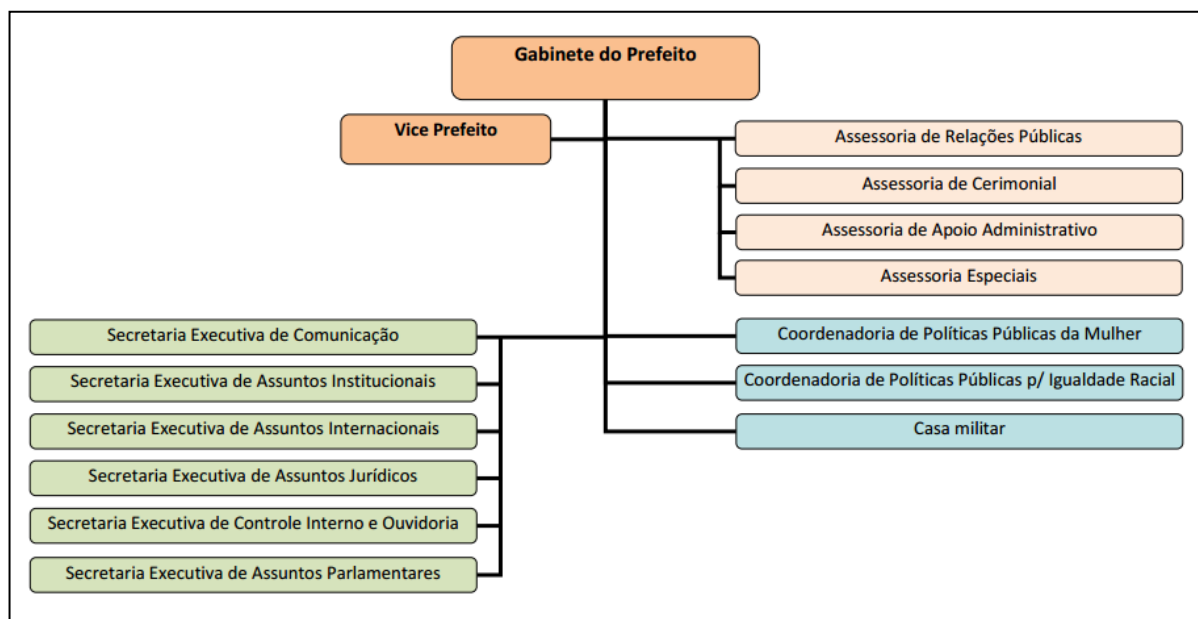 Gabinete do Prefeito
Vice Prefeito
Assessoria de Relações Públicas
Assessoria de Cerimonial
Assessoria de Apoio Administrativo
Assessoria Especiais
Secretaria Executiva de Comunicação
Secretaria Executiva de Assuntos Institucionais
Secretaria Executiva de Assuntos Internacionais
Secretaria Executiva de Assuntos Jurídicos
Secretaria Executiva de Controle Interno e Ouvidoria
Secretaria Executiva de Assuntos Parlamentares
Coordenadoria de Políticas Públicas da Mulher
Coordenadoria de Políticas Públicas p/ Igualdade Racial
Casa militar